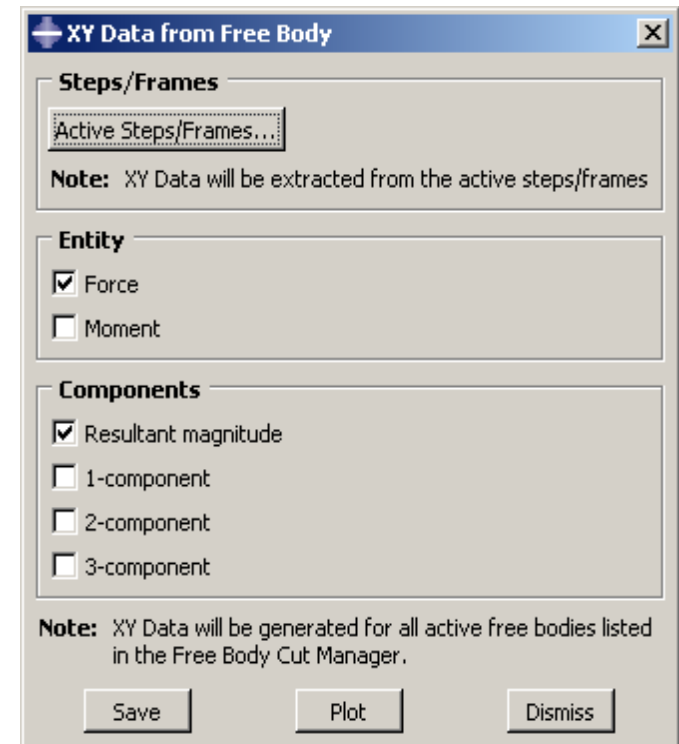 XY Data from Free Body
Steps/Frames
Active Steps/Frames...
Note: XY Data will be extracted from the active steps/frames
Entity
Force
Moment
Components
Resultant magnitude
1-component
2-component
3-component
Note: XY Data will be generated for all active free bodies listed
in the Free Body Cut Manager.
Save Plot Dismiss